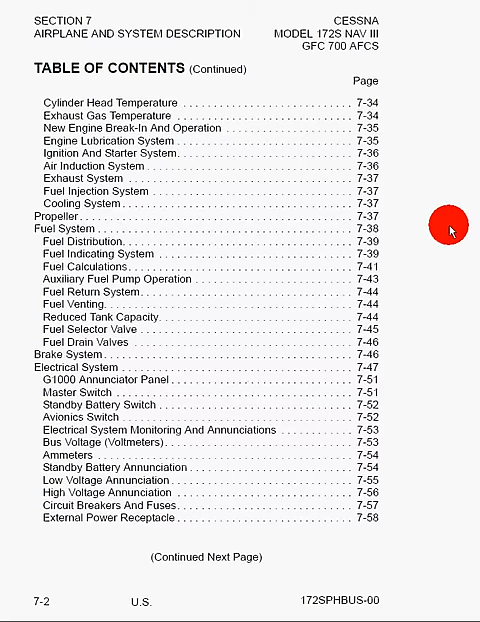 SECTION 7
CESSNA
AIRPLANE AND SYSTEM DESCRIPTION
MODEL 172S NAV III
GFC 700 AFCS
TABLE OF CONTENTS (Continued)
Page
Cylinder Head Temperature . . . . . . . . . . . . . . . . . . . . . . . . . . 7-34
Exhaust Gas Temperature . . . . . . . . . . . . . . . . . . . . . . . . . . . 7-34
New Engine Break-In And Operation . . . . . . . . . . . . . . . . . . . 7-35
Engine Lubrication System . . . . . . . . . . . . . . . . . . . . . . . . . . . 7-35
Ignition And Starter System. . . . . . . . . . . . . . . . . . . . . . . . . . . 7-36
Air Induction System . . . . . . . . . . . . . . . . . . . . . . . . . . . . . . . 7-36
Exhaust System . . . . . . . . . . . . . . . . . . . . . . . . . . . . . . . . . . 7-37
Fuel Injection System . . . . . . . . . . . . . . . . . . . . . . . . . . . . . . 7-37
Cooling System . . . . . . . . . . . . . . . . . . . . . . . . . . . . . . . . . . . 7-37
Propeller. . . . . . . . . . . . . . . . . . . . . . . . . . . . . . . . . . . . . . . . . 7-37
Fuel System . . . . . . . . . . . . . . . . . . . . . . . . . . . . . . . . . . . . . . 7-38
Fuel Distribution. . . . . . . . . . . . . . . . . . . . . . . . . . . . . . . . . . . 7-39
Fuel Indicating System . . . . . . . . . . . . . . . . . . . . . . . . . . . . . 7-39
Fuel Calculations. . . . . . . . . . . . . . . . . . . . . . . . . . . . . . . . . . 7-41
Auxiliary Fuel Pump Operation . . . . . . . . . . . . . . . . . . . . . . . 7-43
Fuel Return System. . . . . . . . . . . . . . . . . . . . . . . . . . . . . . . . 7-44
Fuel Venting. . . . . . . . . . . . . . . . . . . . . . . . . . . . . . . . . . . . . . 7-44
Reduced Tank Capacity. . . . . . . . . . . . . . . . . . . . . . . . . . . . . 7-44
Fuel Selector Valve . . . . . . . . . . . . . . . . . . . . . . . . . . . . . . . . 7-45
Fuel Drain Valves . . . . . . . . . . . . . . . . . . . . . . . . . . . . . . . . . 7-46
Brake System. . . . . . . . . . . . . . . . . . . . . . . . . . . . . . . . . . . . . 7-46
Electrical System . . . . . . . . . . . . . . . . . . . . . . . . . . . . . . . . . . 7-47
G1000 Annunciator Panel . . . . . . . . . . . . . . . . . . . . . . . . . . . 7-51
Master Switch . . . . . . . . . . . . . . . . . . . . . . . . . . . . . . . . . . . . 7-51
Standby Battery Switch . . . . . . . . . . . . . . . . . . . . . . . . . . . . . 7-52
Avionics Switch . . . . . . . . . . . . . . . . . . . . . . . . . . . . . . . . . . . 7-52
Electrical System Monitoring And Annunciations . . . . . . . . . . 7-53
Bus Voltage (Voltmeters). . . . . . . . . . . . . . . . . . . . . . . . . . . . 7-53
Ammeters . . . . . . . . . . . . . . . . . . . . . . . . . . . . . . . . . . . . . . . 7-54
Standby Battery Annunciation . . . . . . . . . . . . . . . . . . . . . . . . 7-54
Low Voltage Annunciation . . . . . . . . . . . . . . . . . . . . . . . . . . . 7-55
High Voltage Annunciation . . . . . . . . . . . . . . . . . . . . . . . . . . 7-56
Circuit Breakers And Fuses. . . . . . . . . . . . . . . . . . . . . . . . . . 7-57
External Power Receptacle . . . . . . . . . . . . . . . . . . . . . . . . . . 7-58
(Continued Next Page)
7-2
U.S.
172SPHBUS-00